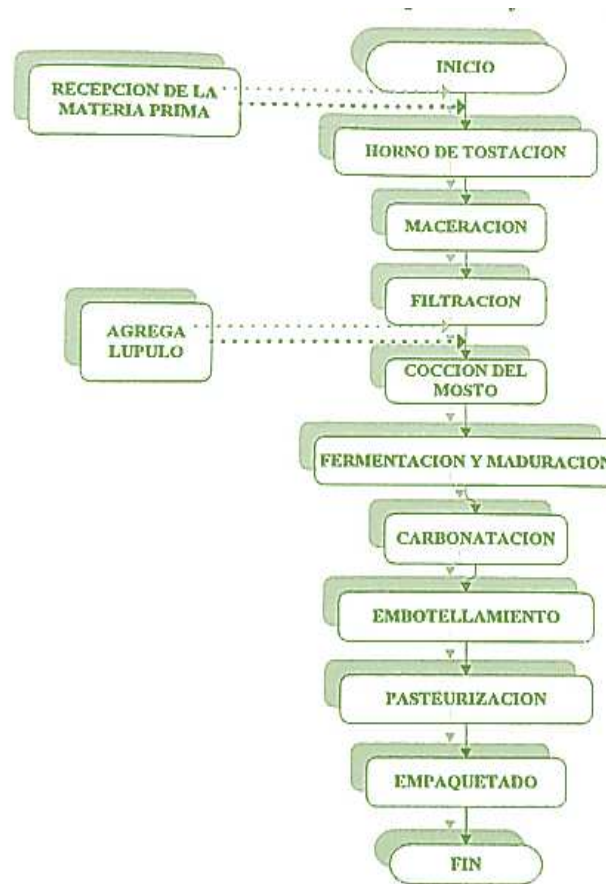 INICIO
RECEPCION DE LA
MATERIA PRIMA
HORNO DE TOSTACION
MACERACION
FILTRACION
AGREGA
LUPULO
COCCION DEL
MOSTO
FERMENTACION Y MADURACION
CARBONATACION
EMBOTELLAMIENTO
PASTEURIZACION
EMPAQUETADO
FIN